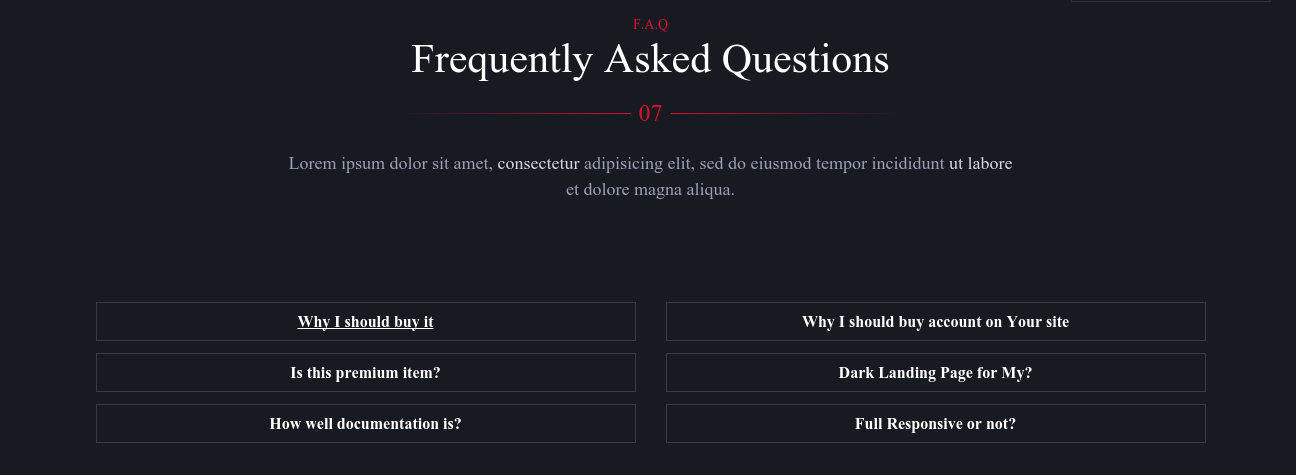 F.A.Q
Frequently Asked Questions
07
Lorem ipsum dolor sit amet, consectetur adipisicing elit, sed do eiusmod tempor incididunt ut labore
et dolore magna aliqua.
Why I should buy it
Why I should buy account on Your site
Is this premium item?
Dark Landing Page for My?
How well documentation is?
Full Responsive or not?